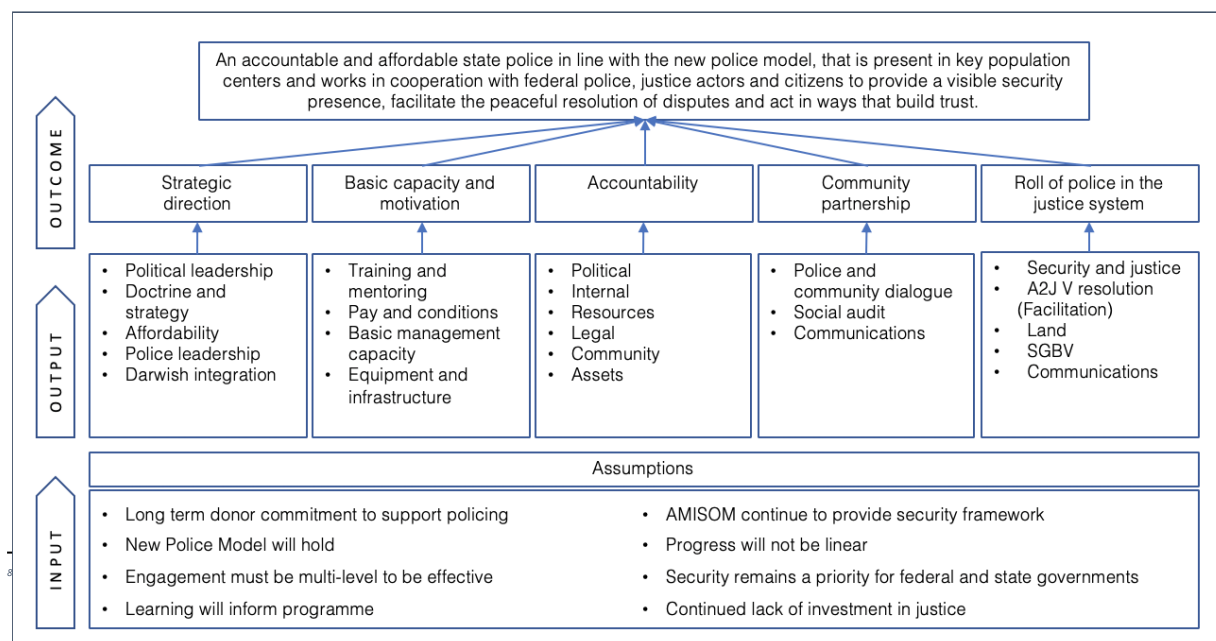 An accountable and affordable state police in line with the new police model, that is present in key population
centers and works in cooperation with federal police, justice actors and citizens to provide a visible security
presence, facilitate the peaceful resolution of disputes and act in ways that build trust.
OUTCOME
Strategic
direction
Basic capacity and
motivation
Accountability
Community
partnership
Roll of police in the
justice system
OUTPUT
• Political leadership
• Doctrine and
strategy
• Affordability
• Police leadership
• Darwish integration
• Training and
mentoring
• Pay and conditions
• Basic management
capacity
• Equipment and
infrastructure
• Political
• Internal
• Resources
• Legal
• Community
• Assets
• Police and
community dialogue
• Social audit
• Communications
• Security and justice
• A2J V resolution
(Facilitation)
• Land
• SGBV
• Communications
INPUT
Assumptions
• Long term donor commitment to support policing
• New Police Model will hold
• Engagement must be multi-level to be effective
• Learning will inform programme
• AMISOM continue to provide security framework
• Progress will not be linear
• Security remains a priority for federal and state governments
• Continued lack of investment in justice
8